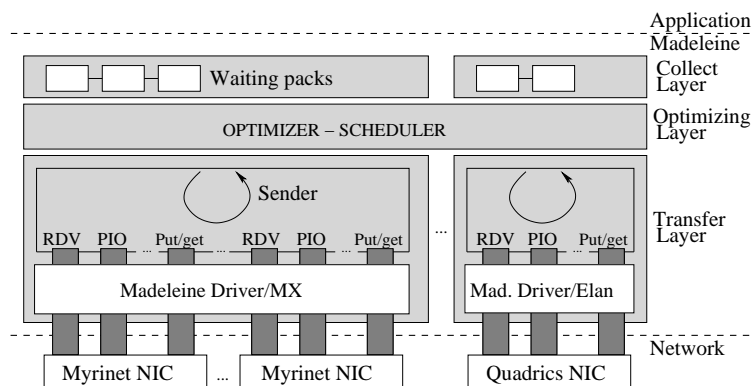 Application
Madeleine
Waiting packs
Collect
Layer
OPTIMIZER – SCHEDULER
Optimizing
Layer
Sender
...
RDV PIO ... Put/get ... RDV PIO ... Put/get
RDV PIO ... Put/get
Transfer
Layer
Madeleine Driver/MX
Mad. Driver/Elan
Network
Myrinet NIC ... Myrinet NIC
Quadrics NIC